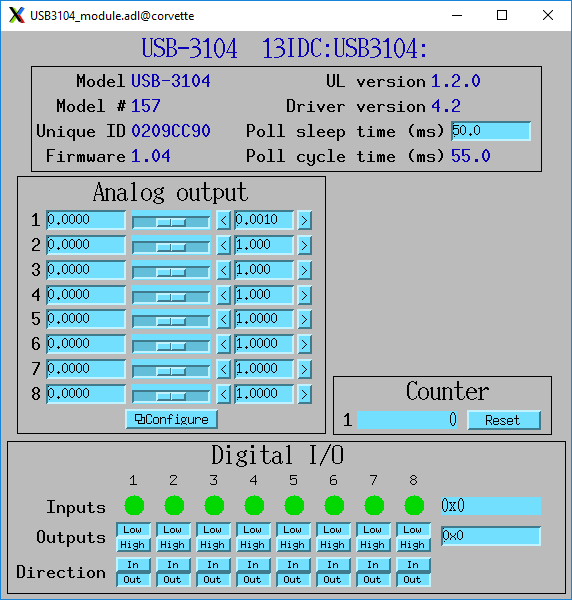 USB3104_module.adl@corvette
USB-3104 13IDC:USB3104:
Model USB-3104 UL version 1.2.0
Model # 157 Driver version 4.2
Unique ID 0209CC90 Poll sleep time (ms) 50.0
Firmware 1.04 Poll cycle time (ms) 55.0
Analog output
1 0.0000 < 0.0010 >
2 0.0000 < 1.000 >
3 0.0000 < 1.000 >
4 0.0000 < 1.0000 >
5 0.0000 < 1.0000 >
6 0.0000 < 1.0000 >
7 0.0000 < 1.0000 >
8 0.0000 < 1.0000 >
Configure
Counter
1 0 Reset
Digital I/O
1 2 3 4 5 6 7 8
Inputs 0x0
Low Low Low Low Low Low Low Low
Outputs 0x0
High High High High High High High High
In In In In In In In In
Direction
Out Out Out Out Out Out Out Out